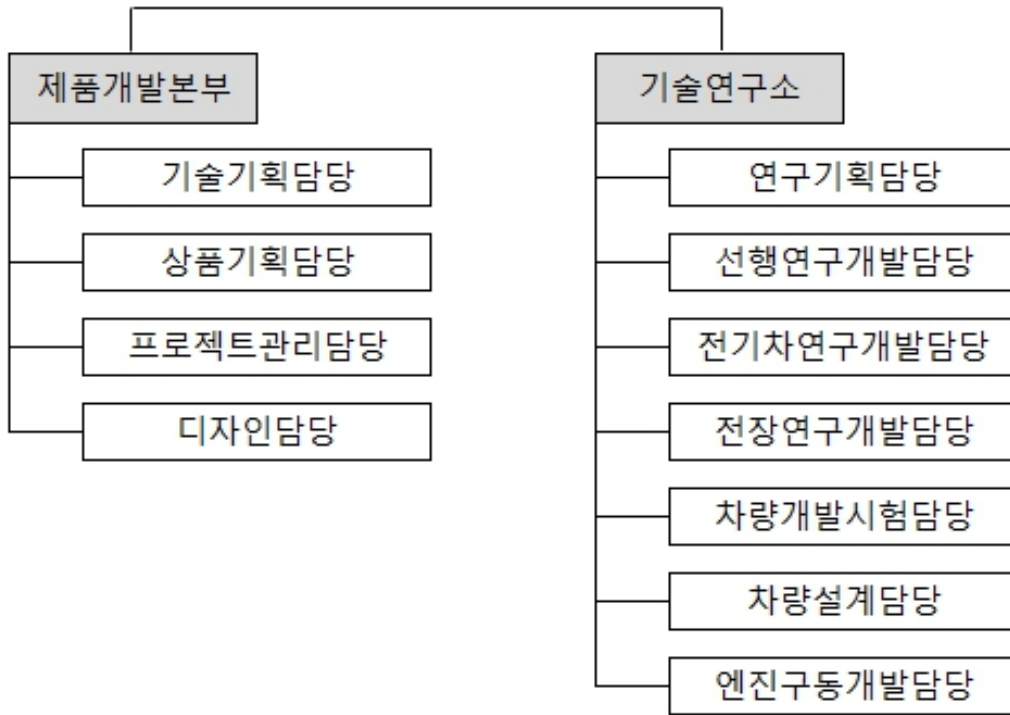 제품개발본부
기술기획담당
상품기획담당
프로젝트관리담당
디자인담당
기술연구소
연구기획담당
선행연구개발담당
전기차연구개발담당
전장연구개발담당
차량개발시험담당
차량설계담당
엔진구동개발담당